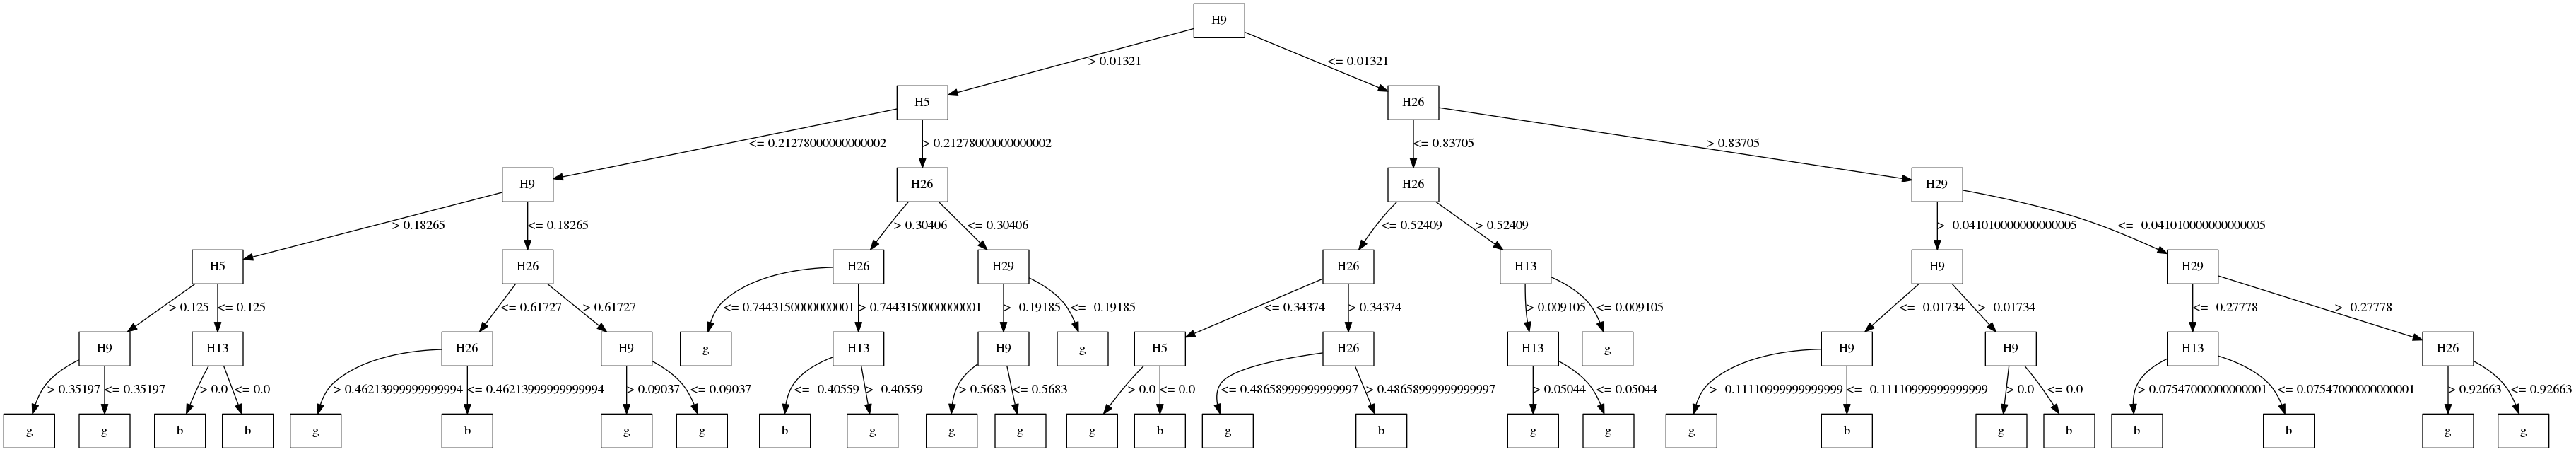 H9
> 0.01321 <= 0.01321
H5 H26
<= 0.21278000000000002 > 0.21278000000000002 <= 0.83705 > 0.83705
H9 H26 H26 H29
> 0.18265 <= 0.18265 > 0.30406 <= 0.30406 <= 0.52409 > 0.52409 > -0.041010000000000005 <= -0.041010000000000005
H5 H26 H26 H29 H26 H13 H9 H29
> 0.125 <= 0.125 <= 0.61727 > 0.61727 <= 0.7443150000000001 > 0.7443150000000001 > -0.19185 <= -0.19185 <= 0.34374 > 0.34374 > 0.009105 <= 0.009105 <= -0.01734 > -0.01734 <= -0.27778 > -0.27778
H9 H13 H26 H9 g H13 H9 g H5 H26 H13 g H9 H9 H13 H26
> 0.35197 <= 0.35197 > 0.0 <= 0.0 > 0.46213999999999994 <= 0.46213999999999994 > 0.09037 <= 0.09037 <= -0.40559 > -0.40559 > 0.5683 <= 0.5683 > 0.0 <= 0.0 <= 0.48658999999999997 > 0.48658999999999997 > 0.05044 <= 0.05044 > -0.11110999999999999 <= -0.11110999999999999 > 0.0 <= 0.0 > 0.07547000000000001 <= 0.07547000000000001 > 0.92663 <= 0.92663
g g b b g b g g b g g g g b g b g g g b g b b b g g